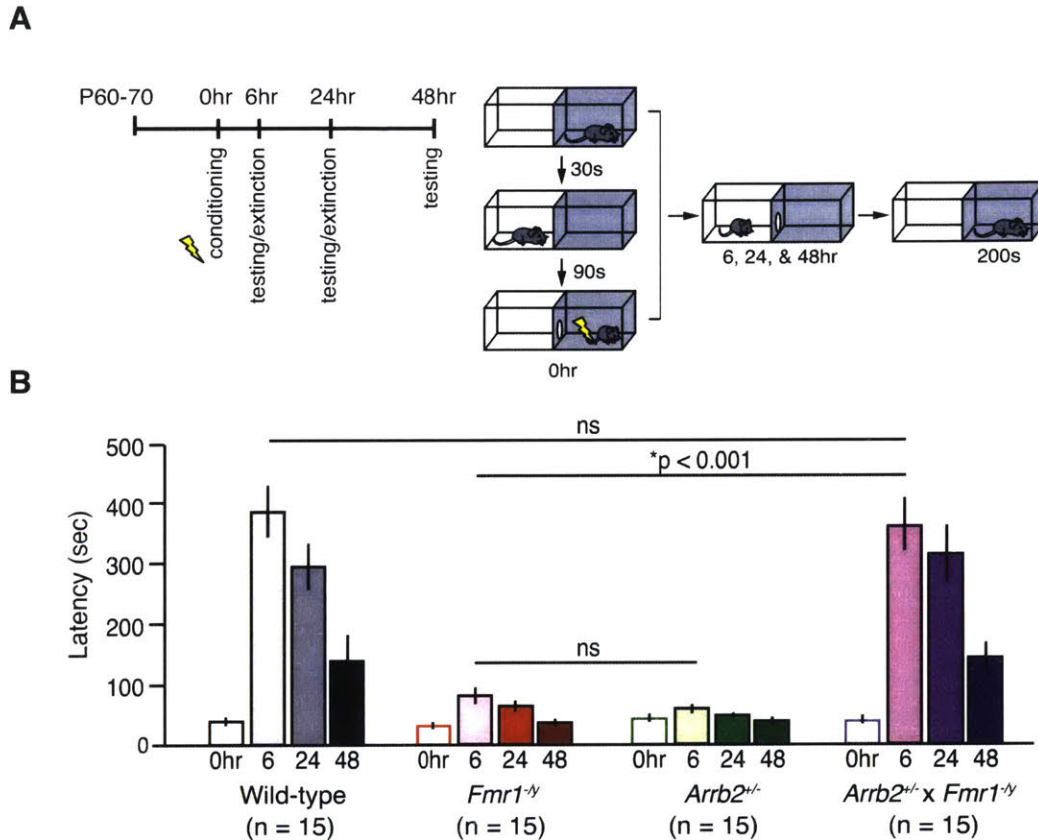 A
P60-70 0hr 6hr 24hr 48hr
conditioning
testing/extinction
testing/extinction
testing
30s
90s
0hr
6, 24, & 48hr
200s
B
Latency (sec)
500
400
300
200
100
0
ns
*p < 0.001
ns
0hr 6 24 48 0hr 6 24 48 0hr 6 24 48 0hr 6 24 48
Wild-type Fmr1-/y Arrb2+/- Arrb2+/- x Fmr1-/y
(n = 15) (n = 15) (n = 15) (n = 15)